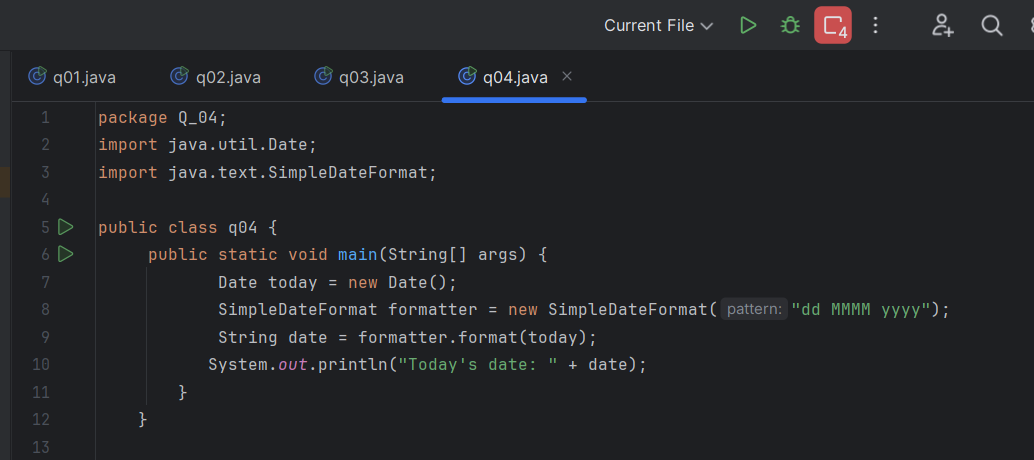 Current File
4
q01.java q02.java q03.java q04.java
1 package Q_04;
2 import java.util.Date;
3 import java.text.SimpleDateFormat;
4
5 public class q04 {
6 public static void main(String[] args) {
7 Date today = new Date();
8 SimpleDateFormat formatter = new SimpleDateFormat( pattern: "dd MMMM yyyy");
9 String date = formatter.format(today);
10 System.out.println("Today's date: " + date);
11 }
12 }
13